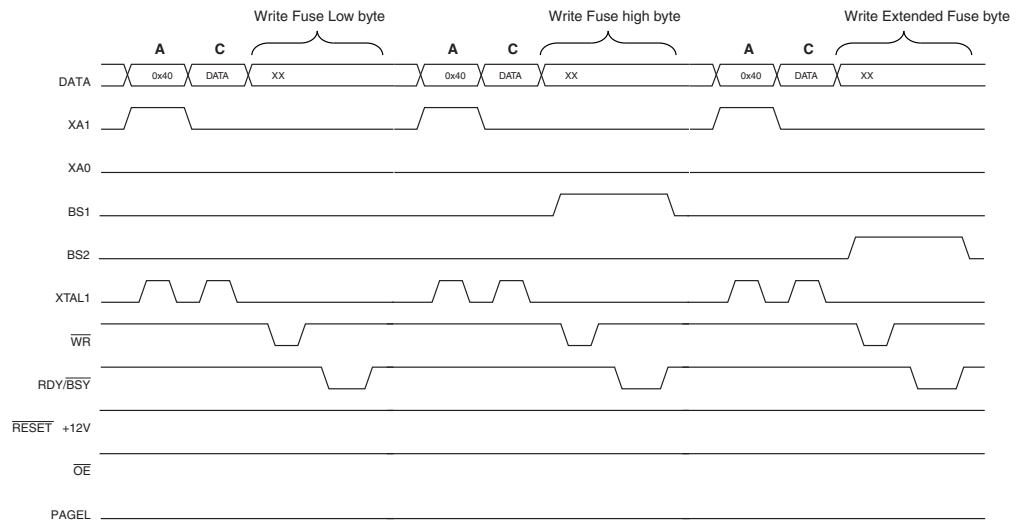 Write Fuse Low byte Write Fuse high byte Write Extended Fuse byte
A C A C A C
DATA 0x40 DATA XX 0x40 DATA XX 0x40 DATA XX
XA1
XA0
BS1
BS2
XTAL1
WR
RDY/BSY
RESET +12V
OE
PAGEL